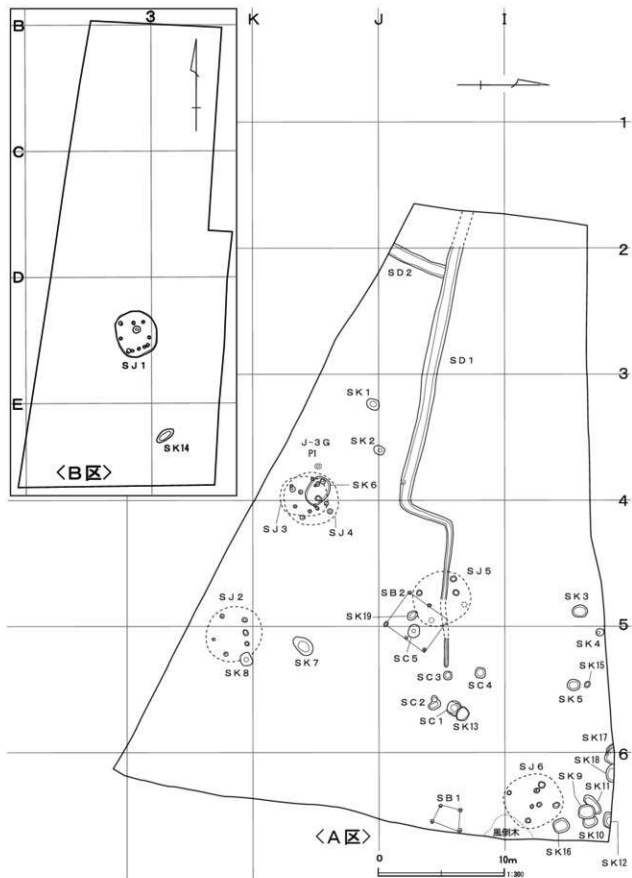 3
B
C
D
E
SJ1
SK14
〈B区〉
K
J
I
1
2
3
4
5
6
SD2
SD1
SK1
SK2
J-3G
P1
SK6
SJ3
SJ4
SJ5
SB2
SK19
SC5
SJ2
SK8
SK7
SK3
SK4
SK15
SK5
SC3
SC4
SC2
SC1
SK13
SK17
SK18
SJ6
SK9
SK11
SB1
SK10
風倒木
SK16
SK12
〈A区〉
0
10m
1:300